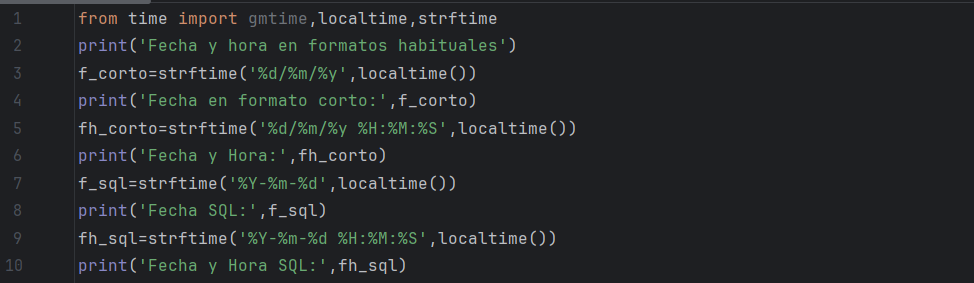 1 from time import gmtime,localtime,strftime
2 print('Fecha y hora en formatos habituales')
3 f_corto=strftime('%d/%m/%y',localtime())
4 print('Fecha en formato corto:',f_corto)
5 fh_corto=strftime('%d/%m/%y %H:%M:%S',localtime())
6 print('Fecha y Hora:',fh_corto)
7 f_sql=strftime('%Y-%m-%d',localtime())
8 print('Fecha SQL:',f_sql)
9 fh_sql=strftime('%Y-%m-%d %H:%M:%S',localtime())
10 print('Fecha y Hora SQL:',fh_sql)